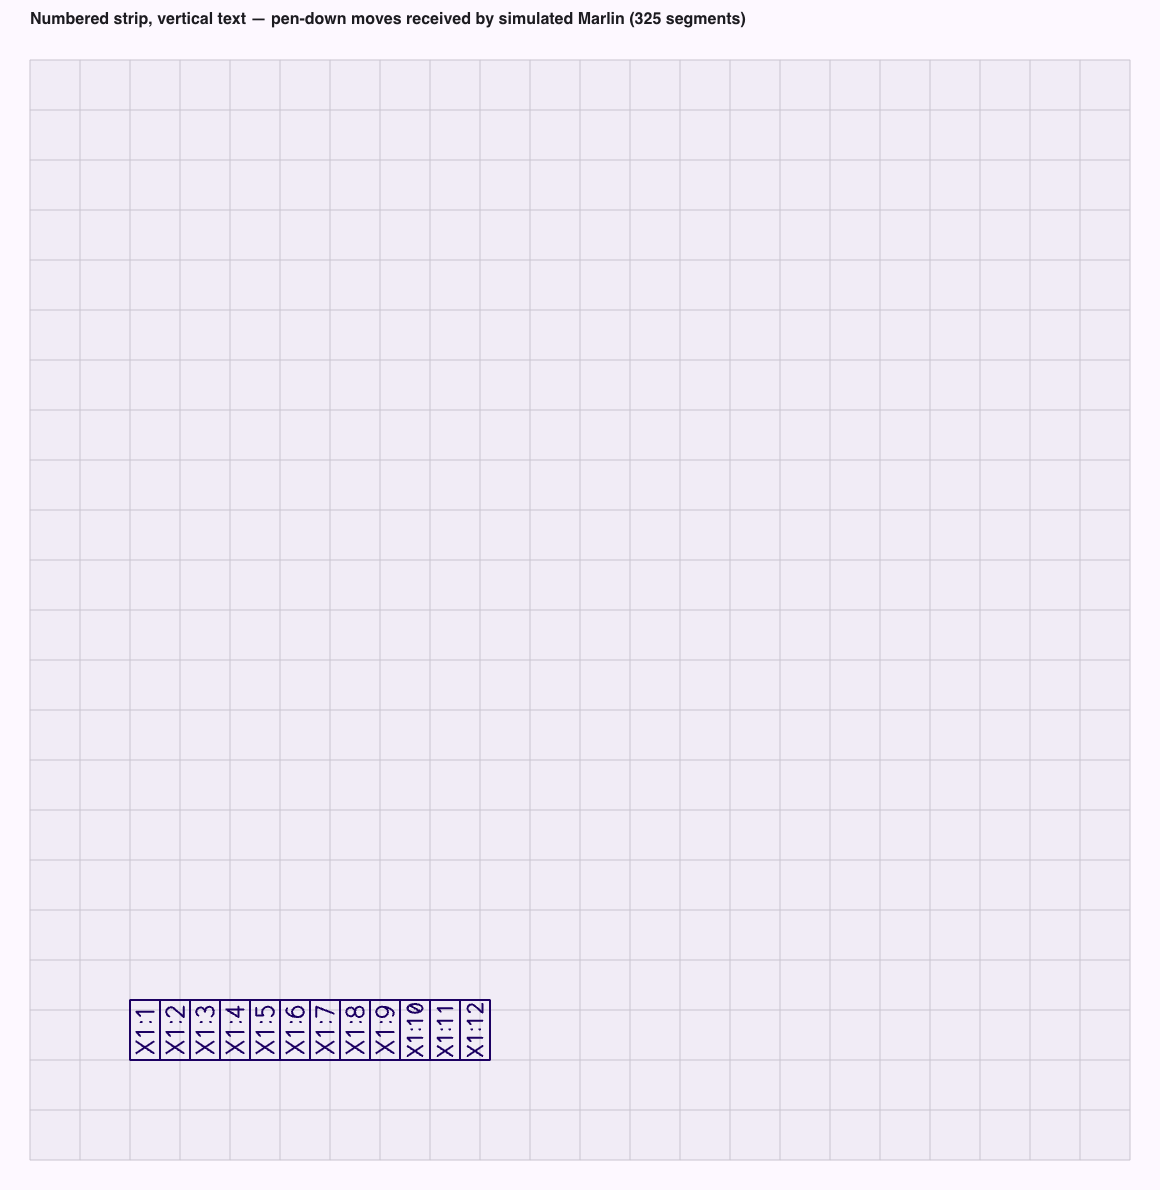 Numbered strip, vertical text — pen-down moves received by simulated Marlin (325 segments)
X1:1
X1:2
X1:3
X1:4
X1:5
X1:6
X1:7
X1:8
X1:9
X1:10
X1:11
X1:12